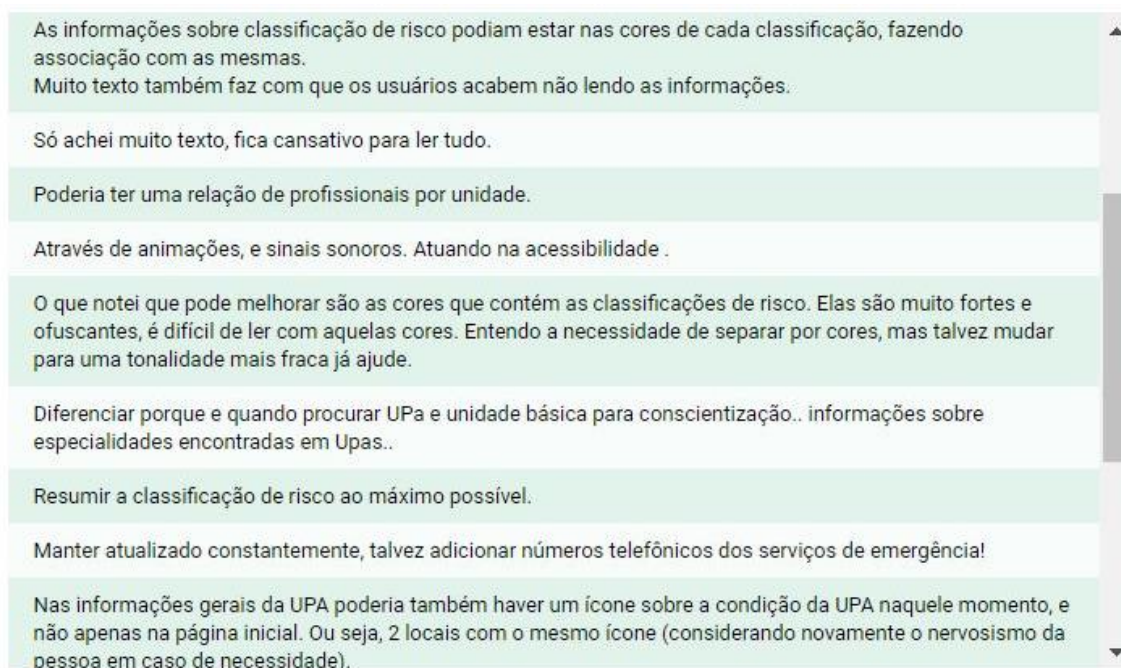 As informações sobre classificação de risco podiam estar nas cores de cada classificação, fazendo
associação com as mesmas.
Muito texto também faz com que os usuários acabem não lendo as informações.
Só achei muito texto, fica cansativo para ler tudo.
Poderia ter uma relação de profissionais por unidade.
Através de animações, e sinais sonoros. Atuando na acessibilidade .
O que notei que pode melhorar são as cores que contém as classificações de risco. Elas são muito fortes e
ofuscantes, é difícil de ler com aquelas cores. Entendo a necessidade de separar por cores, mas talvez mudar
para uma tonalidade mais fraca já ajude.
Diferenciar porque e quando procurar UPa e unidade básica para conscientização.. informações sobre
especialidades encontradas em Upas..
Resumir a classificação de risco ao máximo possível.
Manter atualizado constantemente, talvez adicionar números telefônicos dos serviços de emergência!
Nas informações gerais da UPA poderia também haver um ícone sobre a condição da UPA naquele momento, e
não apenas na página inicial. Ou seja, 2 locais com o mesmo ícone (considerando novamente o nervosismo da
pessoa em caso de necessidade).